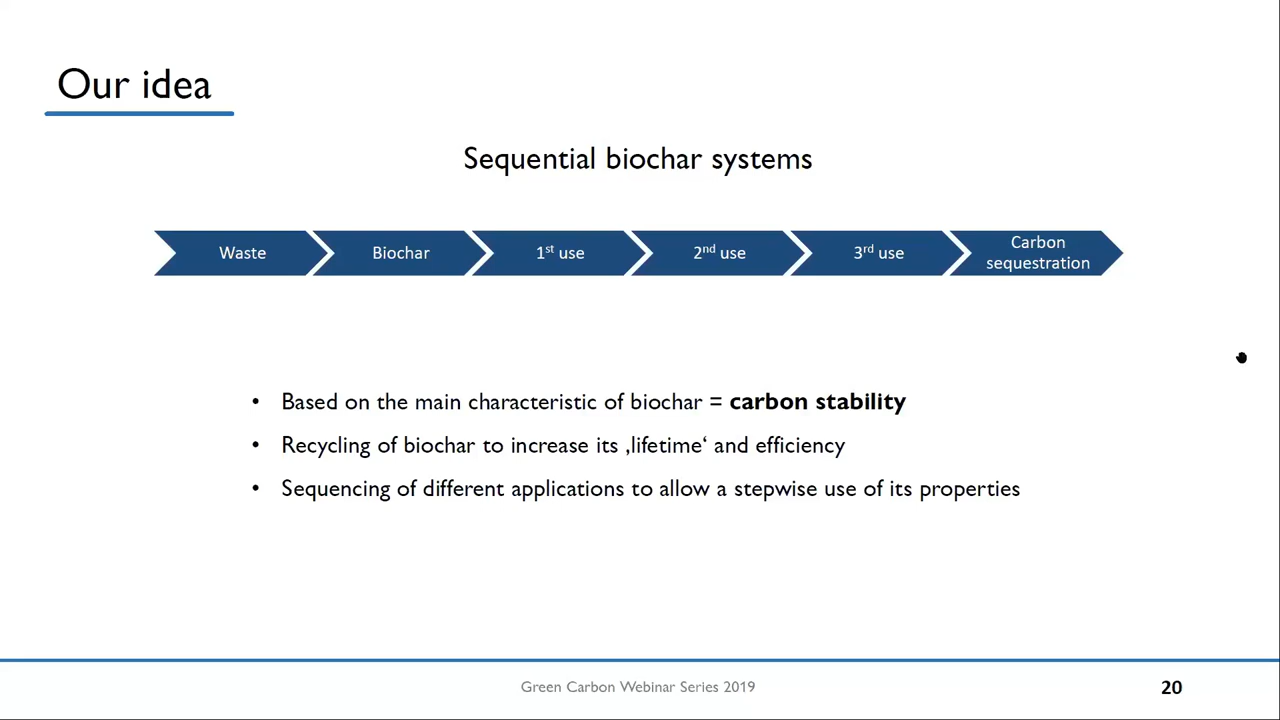 Our idea
Sequential biochar systems
Waste
Biochar
1st use
2nd use
3rd use
Carbon
sequestration
• Based on the main characteristic of biochar = carbon stability
• Recycling of biochar to increase its ‚lifetime‘ and efficiency
• Sequencing of different applications to allow a stepwise use of its properties
Green Carbon Webinar Series 2019
20